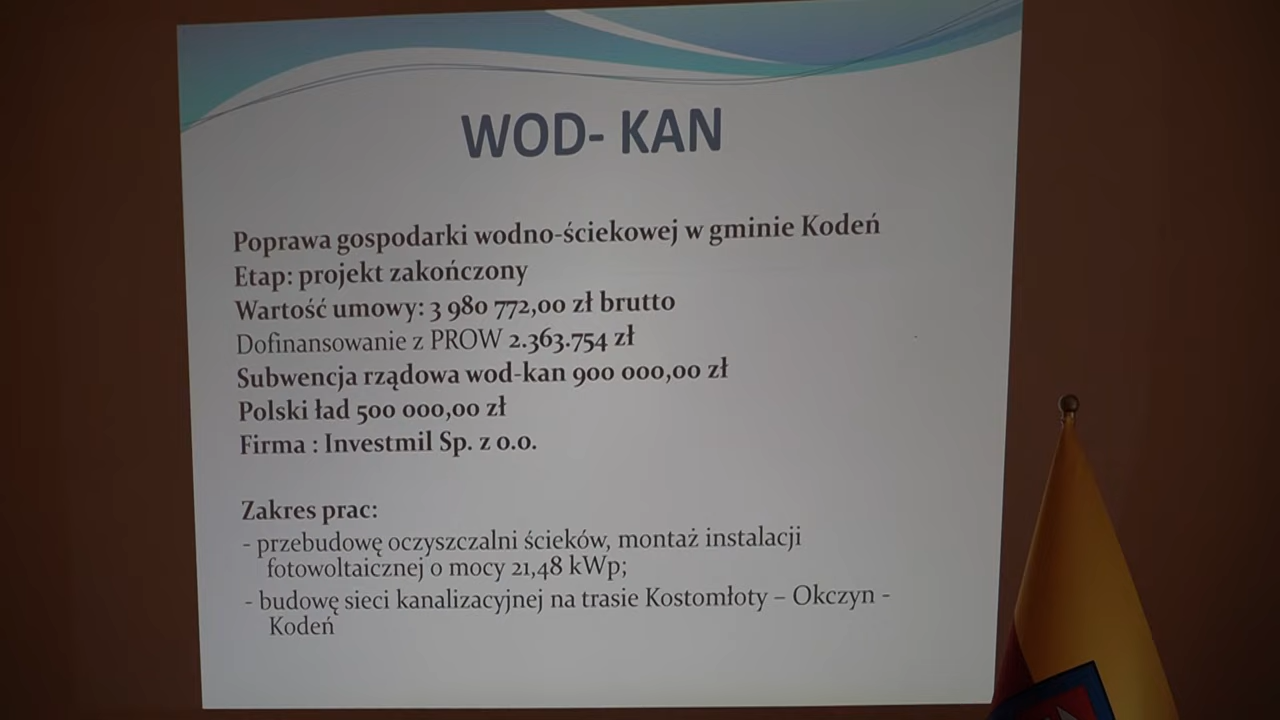 WOD- KAN
Poprawa gospodarki wodno-ściekowej w gminie Kodeń
Etap: projekt zakończony
Wartość umowy: 3 980 772,00 zł brutto
Dofinansowanie z PROW 2.363.754 zł
Subwencja rządowa wod-kan 900 000,00 zł
Polski ład 500 000,00 zł
Firma : Investmil Sp. z o.o.
Zakres prac:
- przebudowę oczyszczalni ścieków, montaż instalacji
fotowoltaicznej o mocy 21,48 kWp;
- budowę sieci kanalizacyjnej na trasie Kostomłoty – Okczyn -
Kodeń